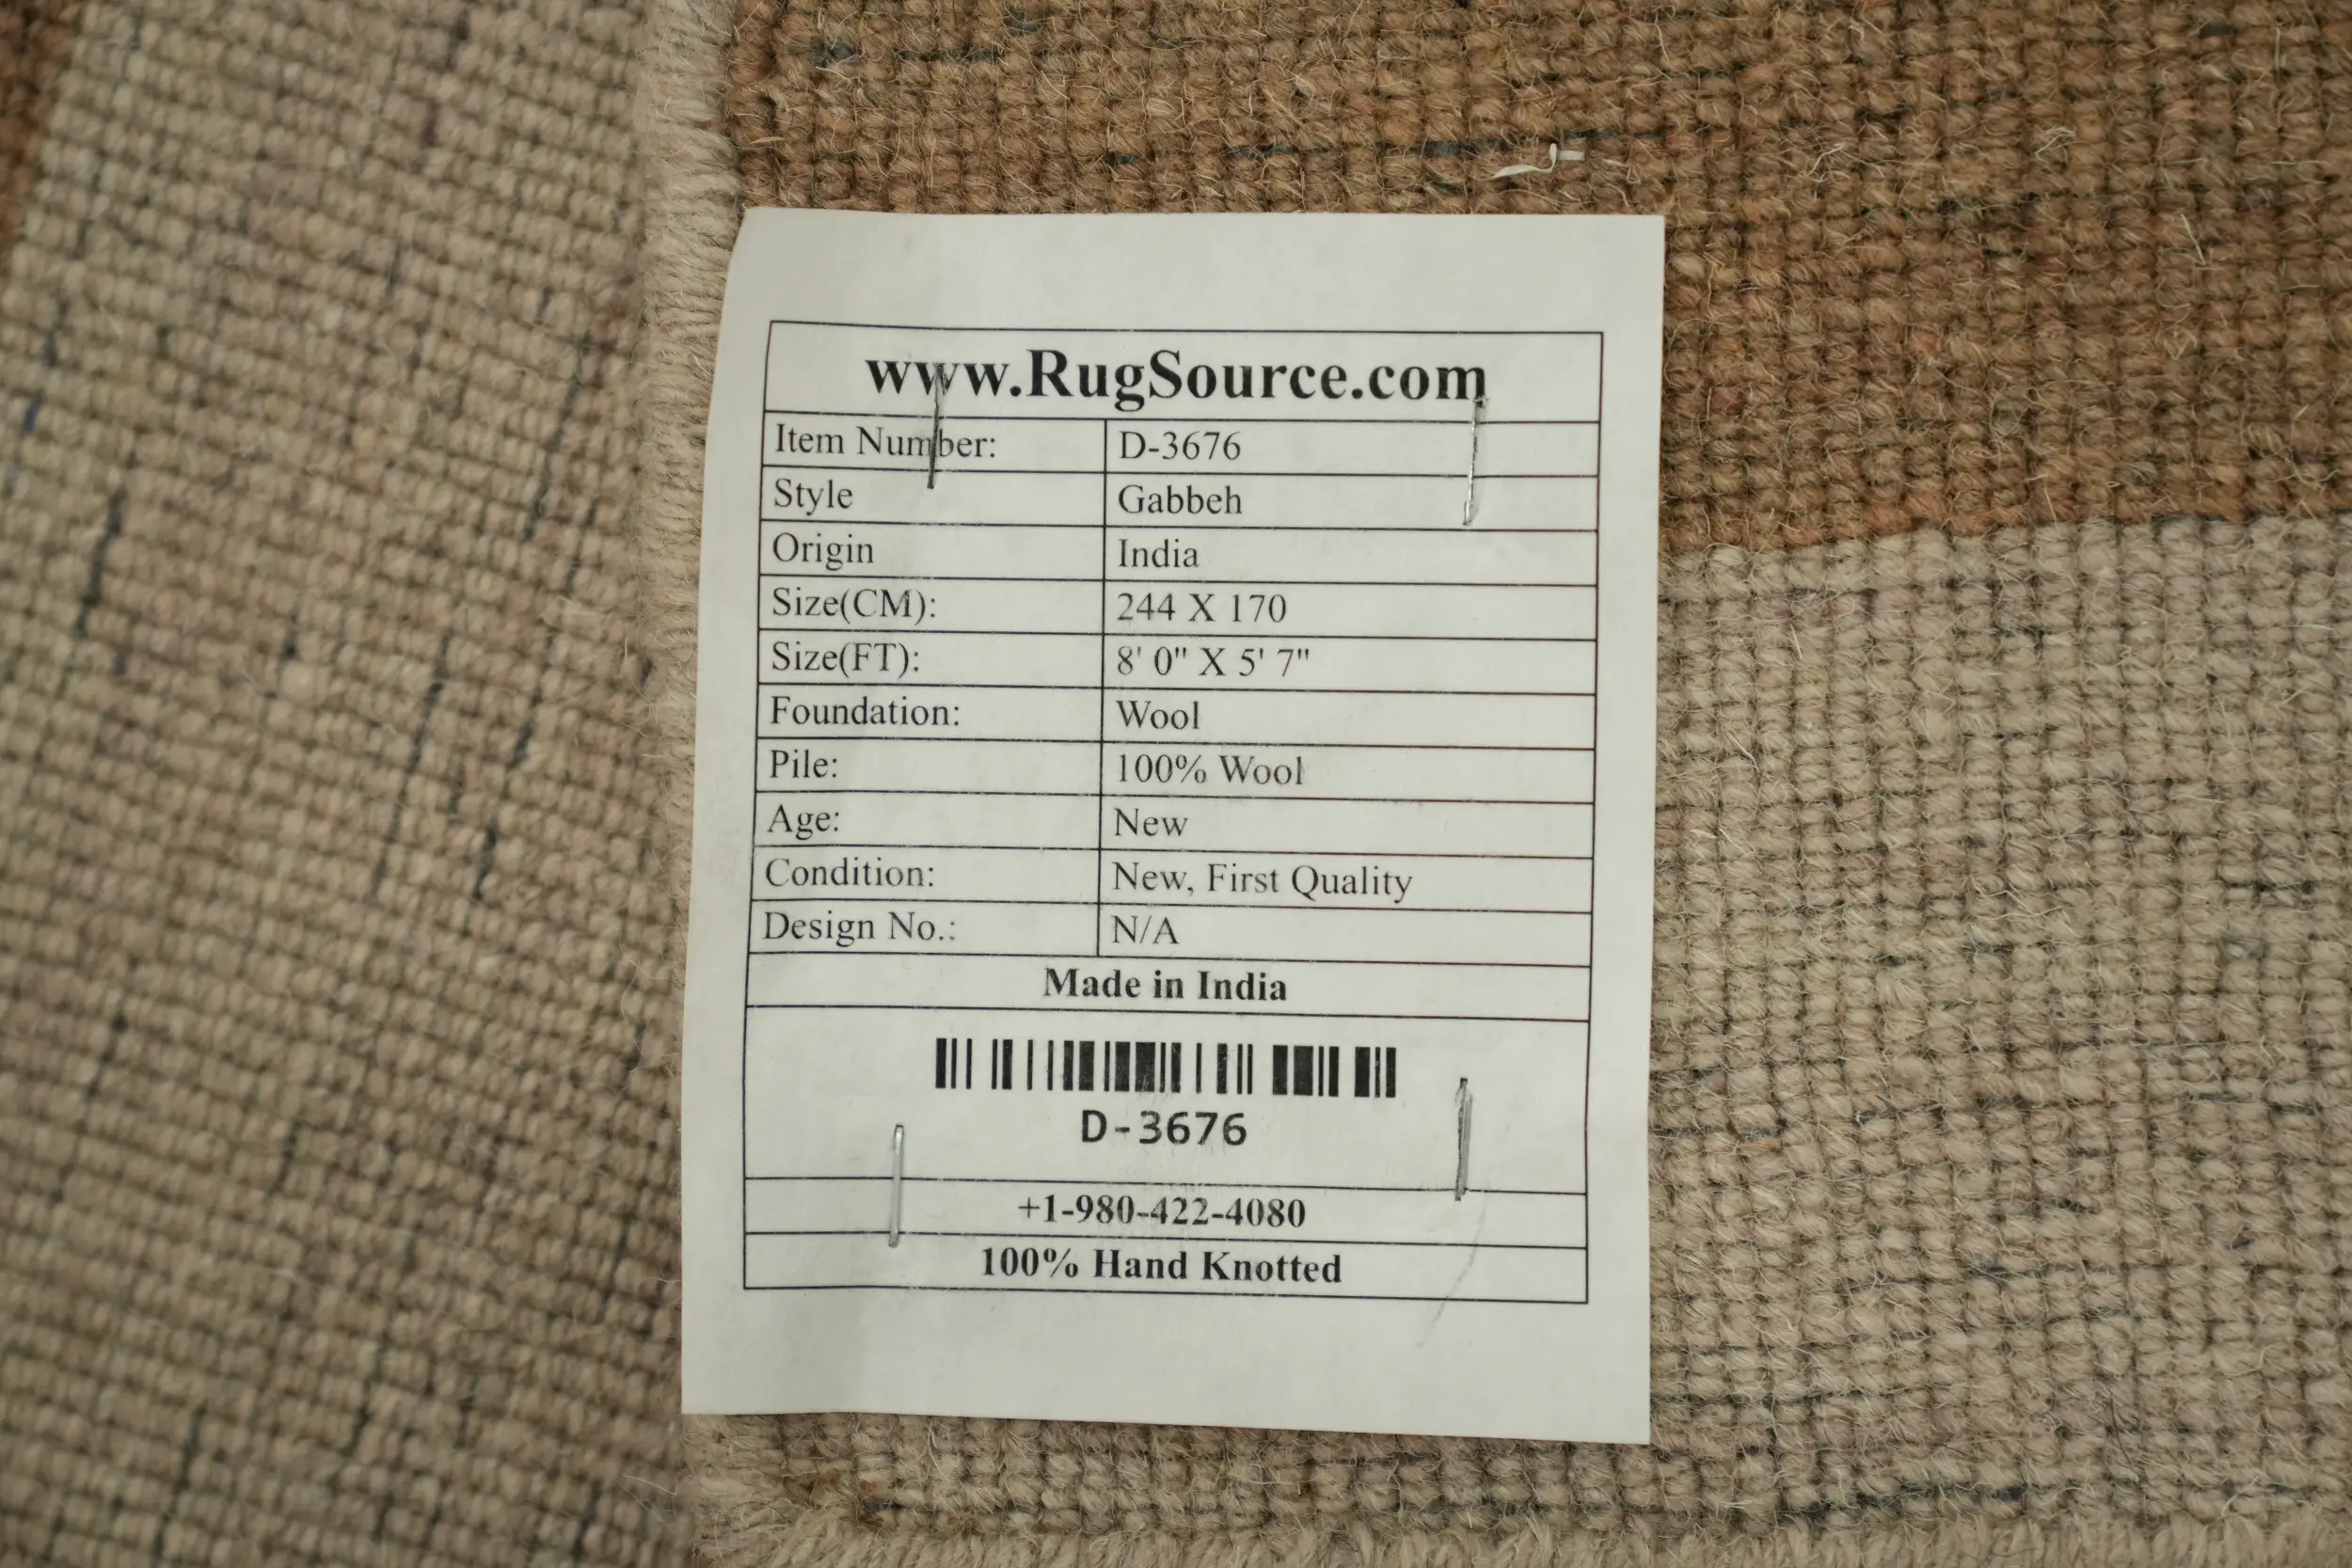 www.RugSource.com
Item Number: D-3676
Style Gabbeh
Origin India
Size(CM): 244 X 170
Size(FT): 8' 0" X 5' 7"
Foundation: Wool
Pile: 100% Wool
Age: New
Condition: New, First Quality
Design No.: N/A
Made in India
D-3676
+1-980-422-4080
100% Hand Knotted